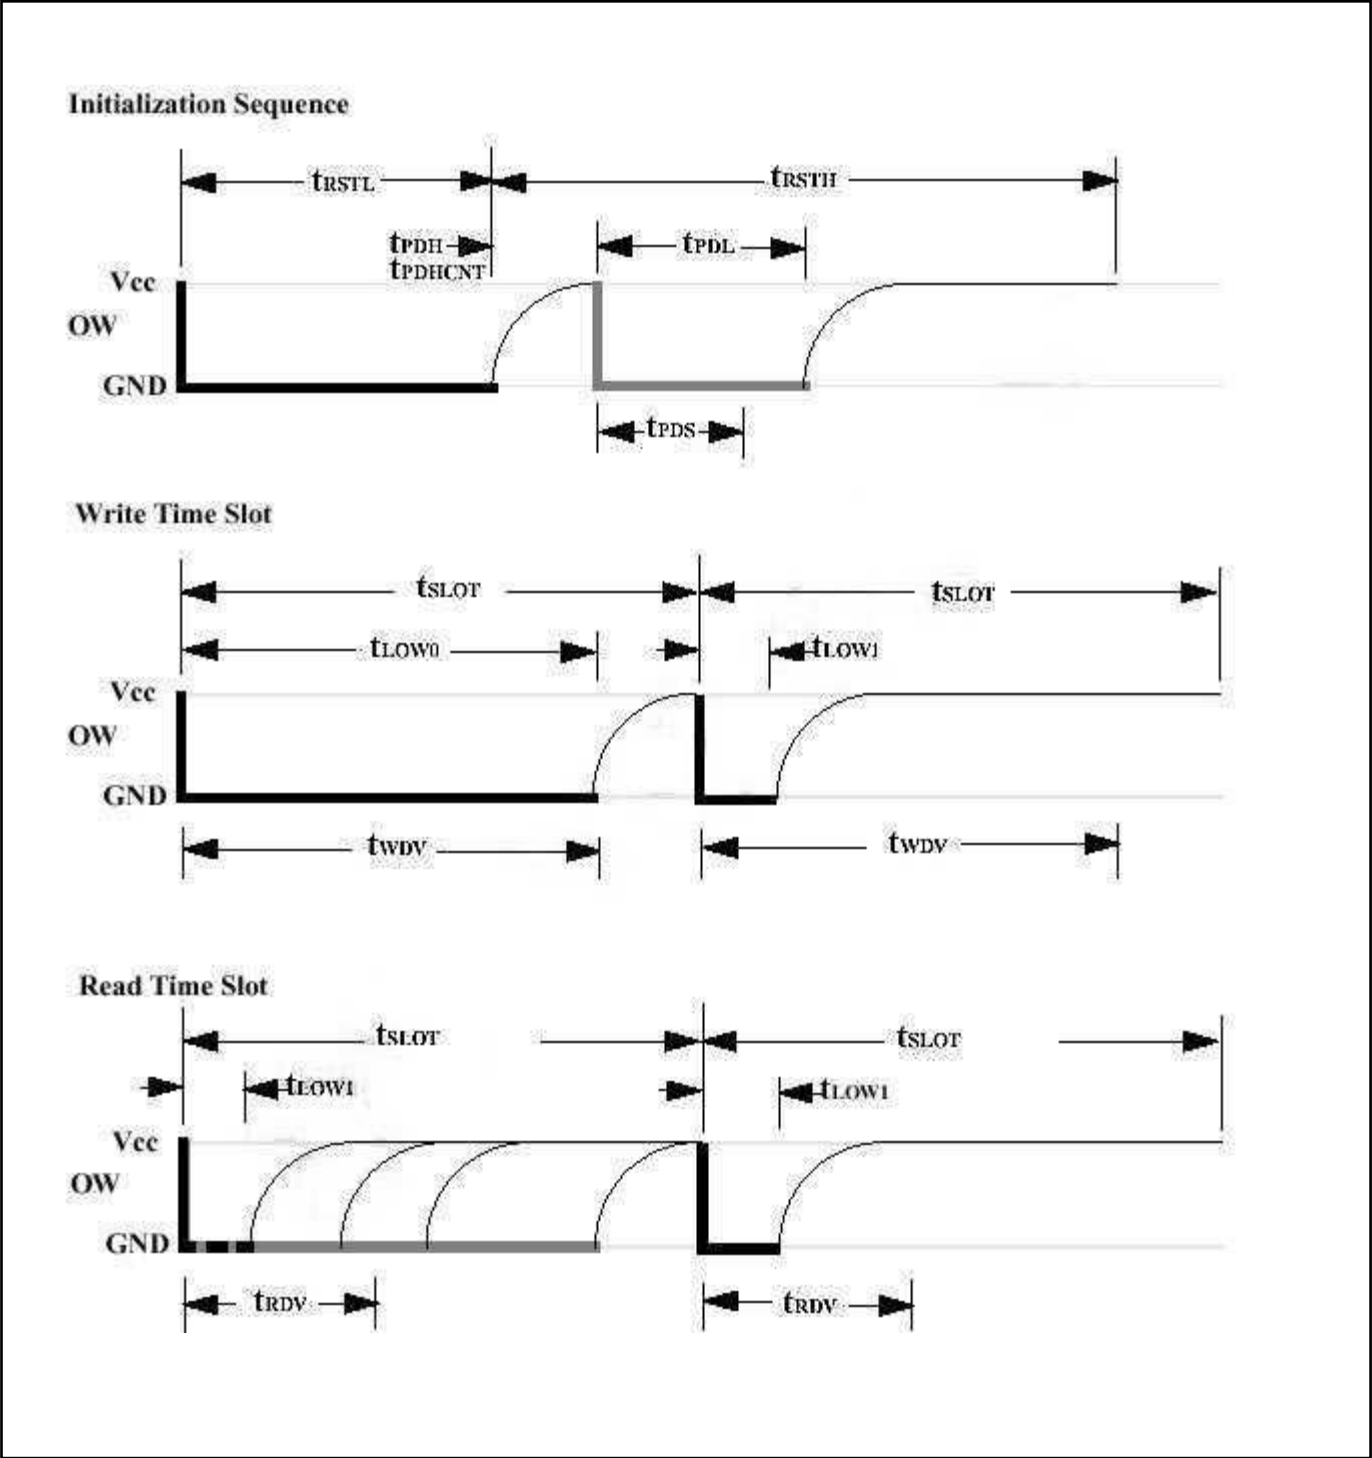 Initialization Sequence
tRSTL tRSTH
tPDH tPDL
tPDHCNT
Vcc
OW
GND
tPDS
Write Time Slot
tSLOT tSLOT
tLOW0 tLOW1
Vcc
OW
GND
tWDV tWDV
Read Time Slot
tSLOT tSLOT
tLOW1 tLOW1
Vcc
OW
GND
tRDV tRDV